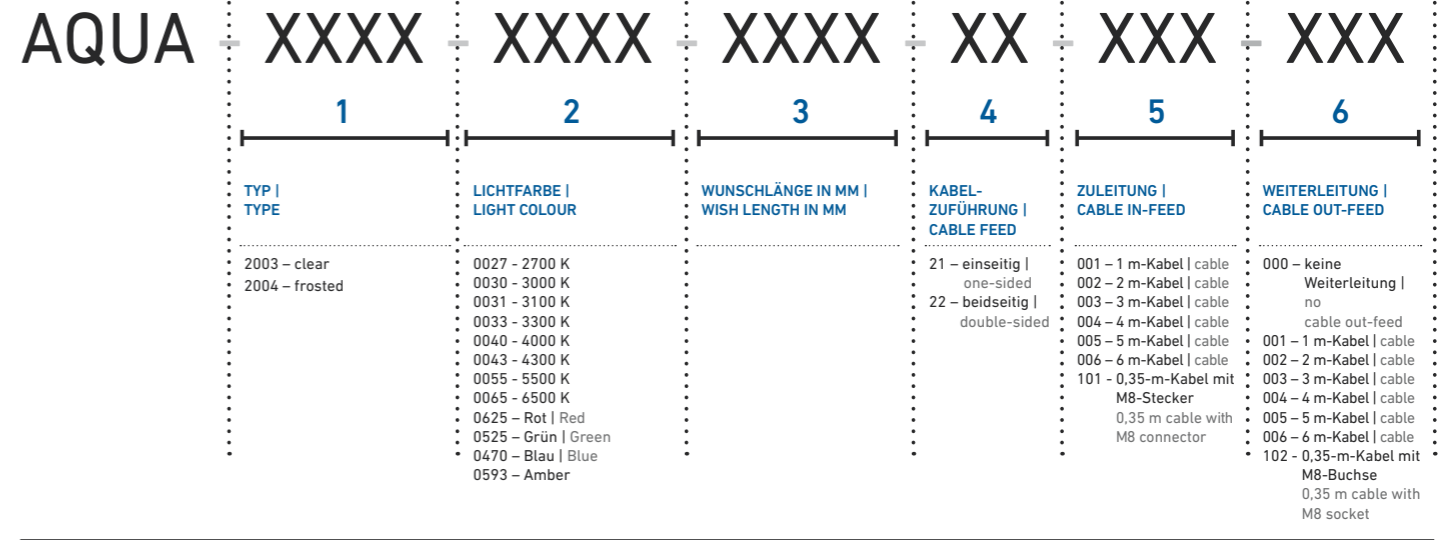 AQUA - XXXX - XXXX - XXXX - XX - XXX - XXX
1
2
3
4
5
6
TYP |
TYPE
2003 – clear
2004 – frosted
LICHTFARBE |
LIGHT COLOUR
0027 - 2700 K
0030 - 3000 K
0031 - 3100 K
0033 - 3300 K
0040 - 4000 K
0043 - 4300 K
0055 - 5500 K
0065 - 6500 K
0625 – Rot | Red
0525 – Grün | Green
0470 – Blau | Blue
0593 – Amber
WUNSCHLÄNGE IN MM |
WISH LENGTH IN MM
KABEL-
ZUFÜHRUNG |
CABLE FEED
21 – einseitig |
one-sided
22 – beidseitig |
double-sided
ZULEITUNG |
CABLE IN-FEED
001 – 1 m-Kabel | cable
002 – 2 m-Kabel | cable
003 – 3 m-Kabel | cable
004 – 4 m-Kabel | cable
005 – 5 m-Kabel | cable
006 – 6 m-Kabel | cable
101 - 0,35-m-Kabel mit
M8-Stecker
0,35 m cable with
M8 connector
WEITERLEITUNG |
CABLE OUT-FEED
000 – keine
Weiterleitung |
no
cable out-feed
001 – 1 m-Kabel | cable
002 – 2 m-Kabel | cable
003 – 3 m-Kabel | cable
004 – 4 m-Kabel | cable
005 – 5 m-Kabel | cable
006 – 6 m-Kabel | cable
102 - 0,35-m-Kabel mit
M8-Buchse
0,35 m cable with
M8 socket